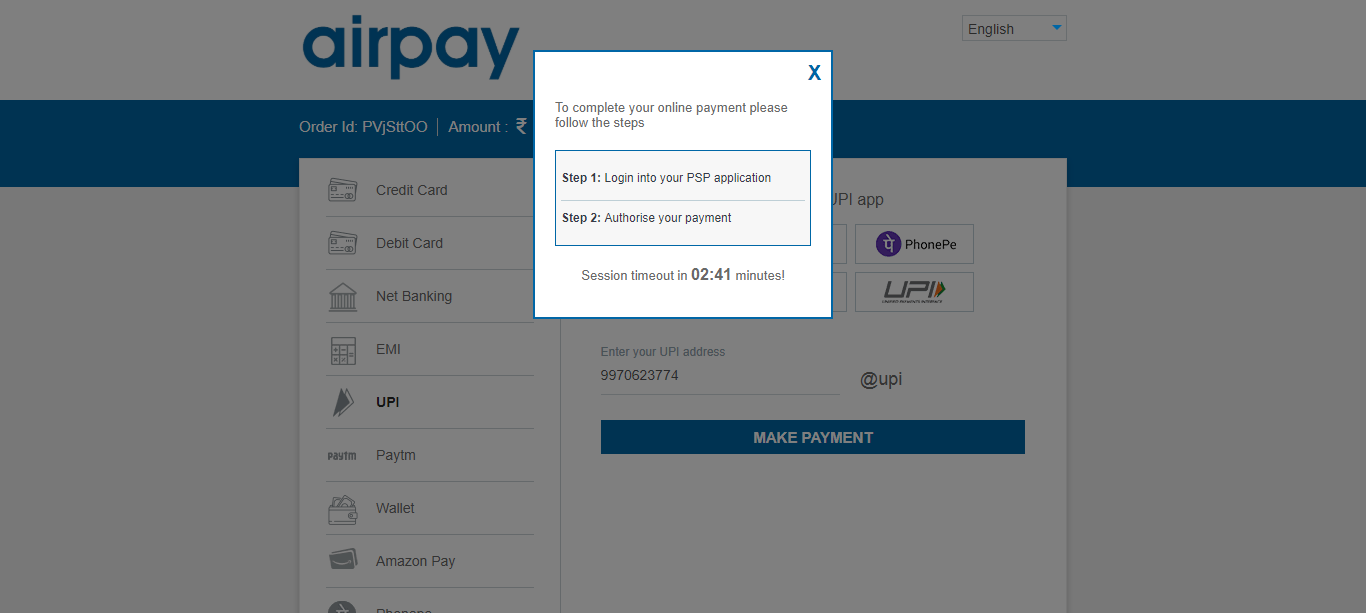 airpay
English
X
To complete your online payment please
follow the steps
Step 1: Login into your PSP application
Step 2: Authorise your payment
Session timeout in 02:41 minutes!
Order Id: PVjSttOO | Amount : ₹
Credit Card
Debit Card
Net Banking
EMI
UPI
Paytm
Paytm
Wallet
Amazon Pay
UPI app
पे PhonePe
UPI
UNIFIED PAYMENTS INTERFACE
Enter your UPI address
9970623774
@upi
MAKE PAYMENT